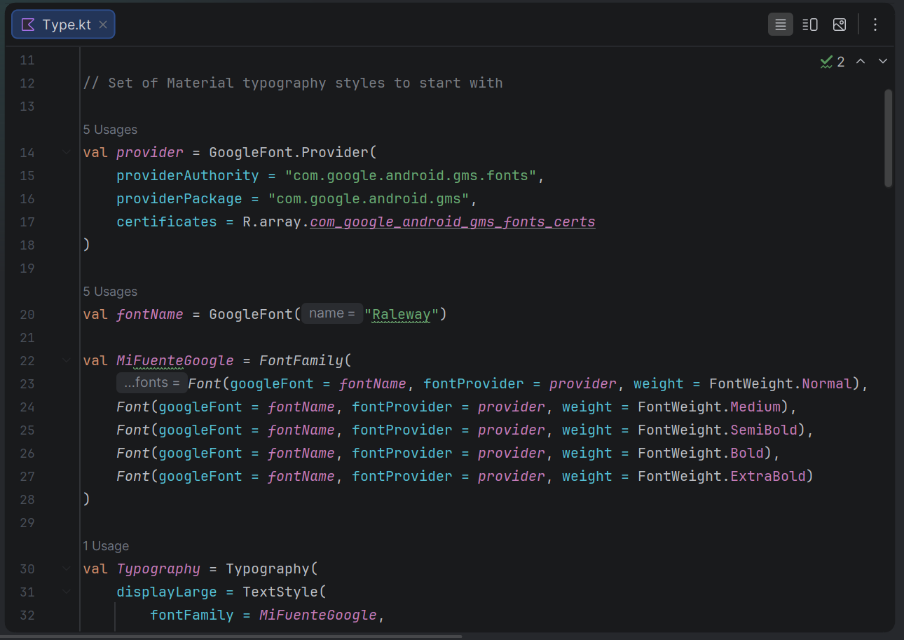 Type.kt
2
11
12 // Set of Material typography styles to start with
13
5 Usages
14 val provider = GoogleFont.Provider(
15 providerAuthority = "com.google.android.gms.fonts",
16 providerPackage = "com.google.android.gms",
17 certificates = R.array.com_google_android_gms_fonts_certs
18 )
19
5 Usages
20 val fontName = GoogleFont( name = "Raleway")
21
22 val MiFuenteGoogle = FontFamily(
23 ...fonts = Font(googleFont = fontName, fontProvider = provider, weight = FontWeight.Normal),
24 Font(googleFont = fontName, fontProvider = provider, weight = FontWeight.Medium),
25 Font(googleFont = fontName, fontProvider = provider, weight = FontWeight.SemiBold),
26 Font(googleFont = fontName, fontProvider = provider, weight = FontWeight.Bold),
27 Font(googleFont = fontName, fontProvider = provider, weight = FontWeight.ExtraBold)
28 )
29
1 Usage
30 val Typography = Typography(
31 displayLarge = TextStyle(
32 fontFamily = MiFuenteGoogle,